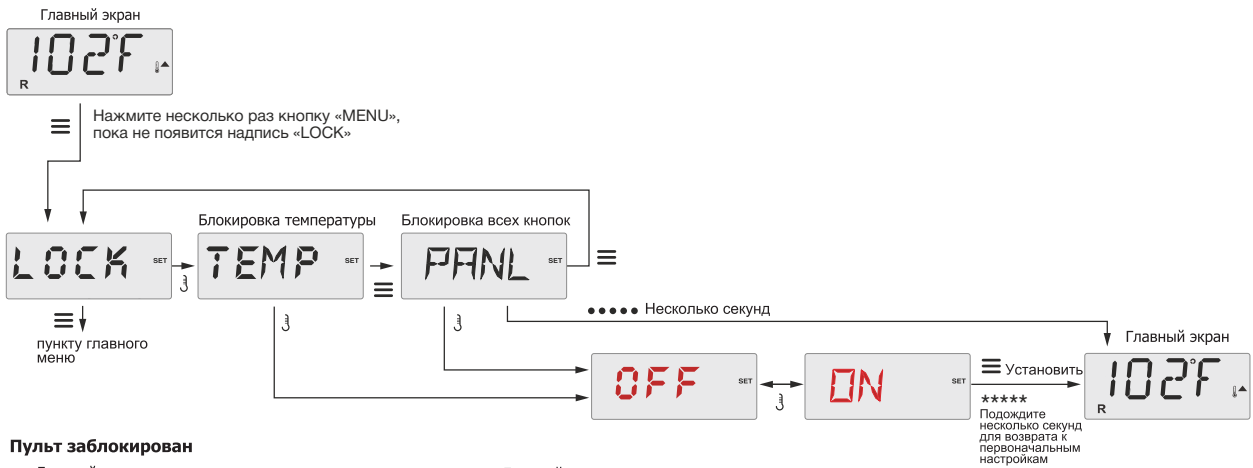 Главный экран
102°F
R
Нажмите несколько раз кнопку «MENU»,
пока не появится надпись «LOCK»
Блокировка температуры
Блокировка всех кнопок
LOCK SET
TEMP SET
PANL SET
пункту главного
меню
Несколько секунд
Главный экран
OFF SET
ON SET
Установить
*****
Подождите
несколько секунд
для возврата к
первоначальным
настройкам
102°F
R
Пульт заблокирован